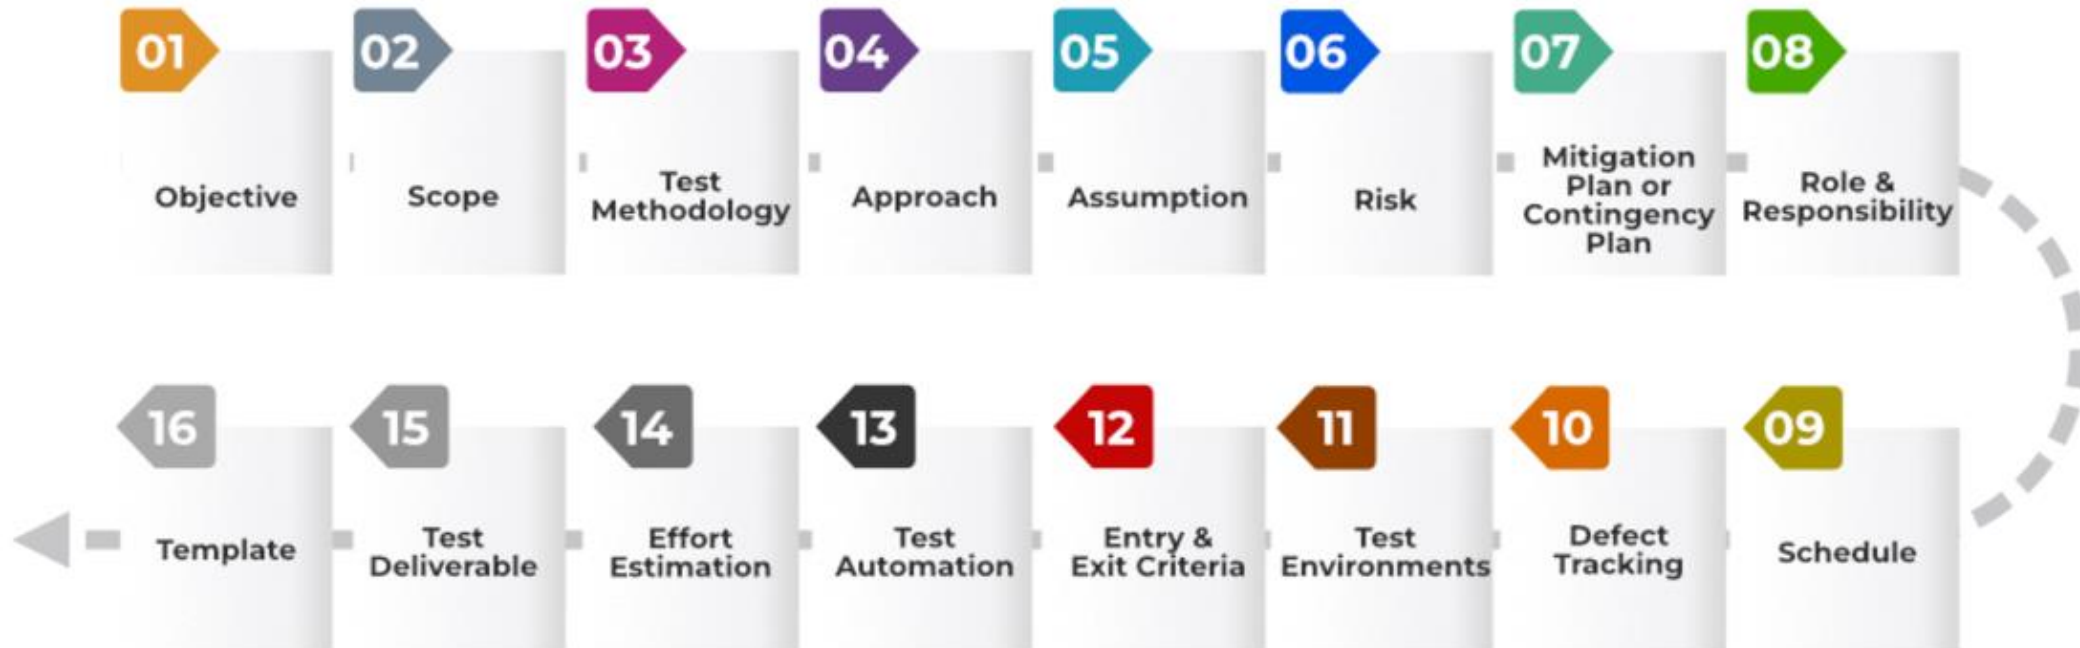 01
Objective
02
Scope
03
Test
Methodology
04
Approach
05
Assumption
06
Risk
07
Mitigation
Plan or
Contingency
Plan
08
Role &
Responsibility
09
Schedule
10
Defect
Tracking
11
Test
Environments
12
Entry &
Exit Criteria
13
Test
Automation
14
Effort
Estimation
15
Test
Deliverable
16
Template